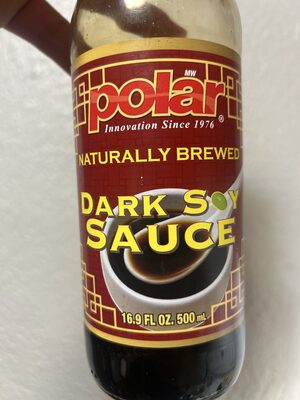 MW
polar®
Innovation Since 1976
NATURALLY BREWED
DARK SOY
SAUCE
16.9 FL OZ. 500 mL